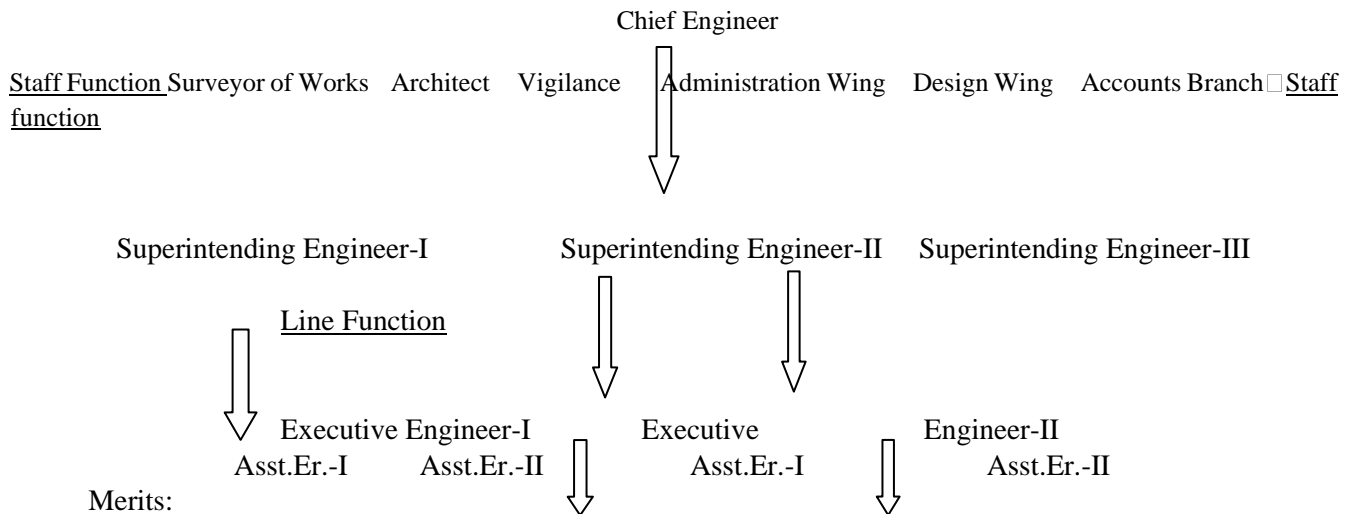 Chief Engineer
Staff Function Surveyor of Works Architect Vigilance Administration Wing Design Wing Accounts Branch Staff
function
Superintending Engineer-I Superintending Engineer-II Superintending Engineer-III
Line Function
Executive Engineer-I Executive Engineer-II
Asst.Er.-I Asst.Er.-II Asst.Er.-I Asst.Er.-II
Merits: